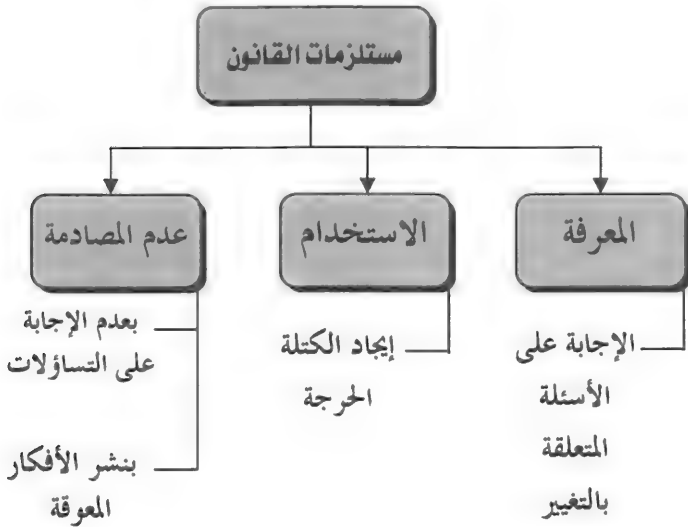 مستلزمات القانون
المعرفة
الاستخدام
عدم المصادمة
الإجابة على
الأسئلة
المتعلقة
بالتغيير
إيجاد الكتلة
الحرجة
بعدم الإجابة
على التساؤلات
بنشر الأفكار
المعوقة